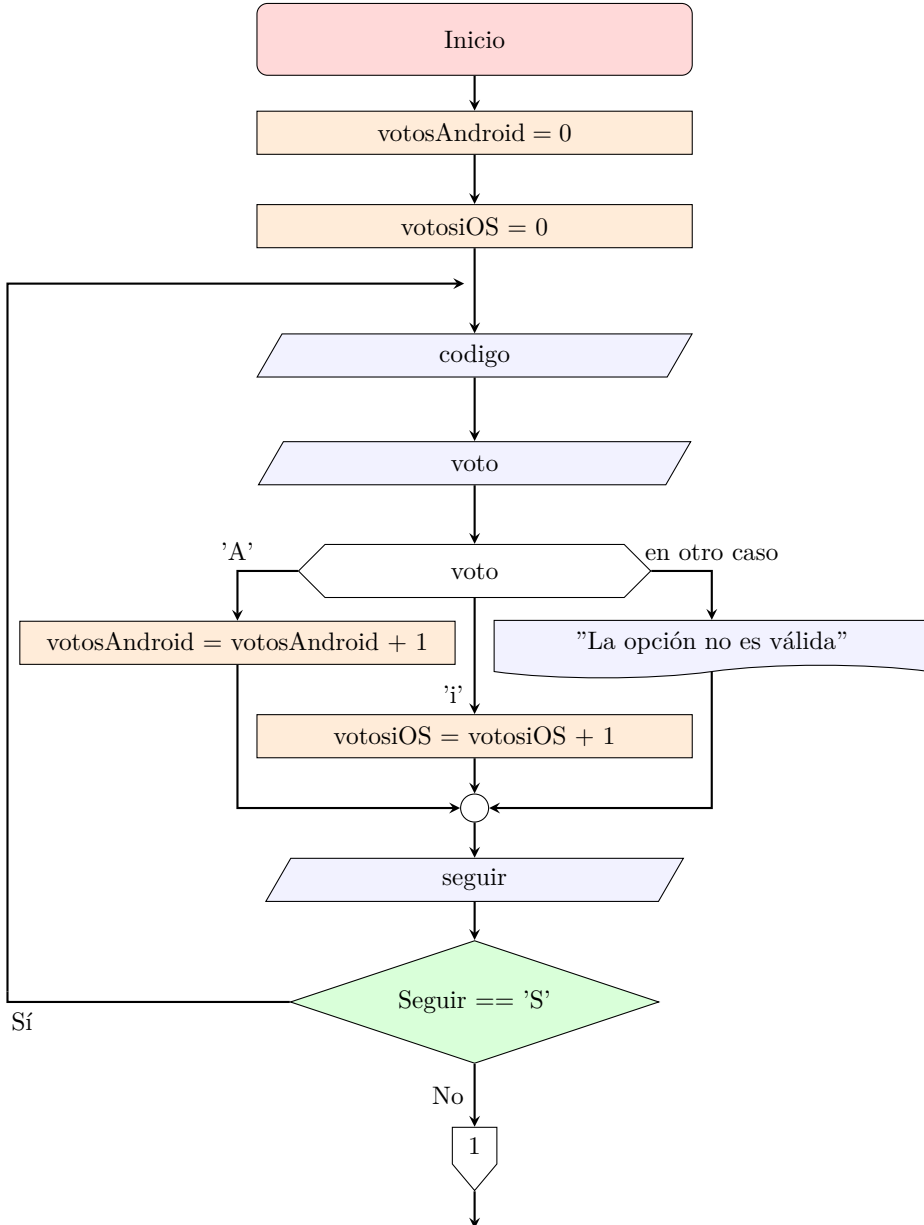 Inicio
votosAndroid = 0
votosiOS = 0
codigo
voto
'A'
voto
en otro caso
votosAndroid = votosAndroid + 1
"La opción no es válida"
'i'
votosiOS = votosiOS + 1
seguir
Seguir == 'S'
Sí
No
1